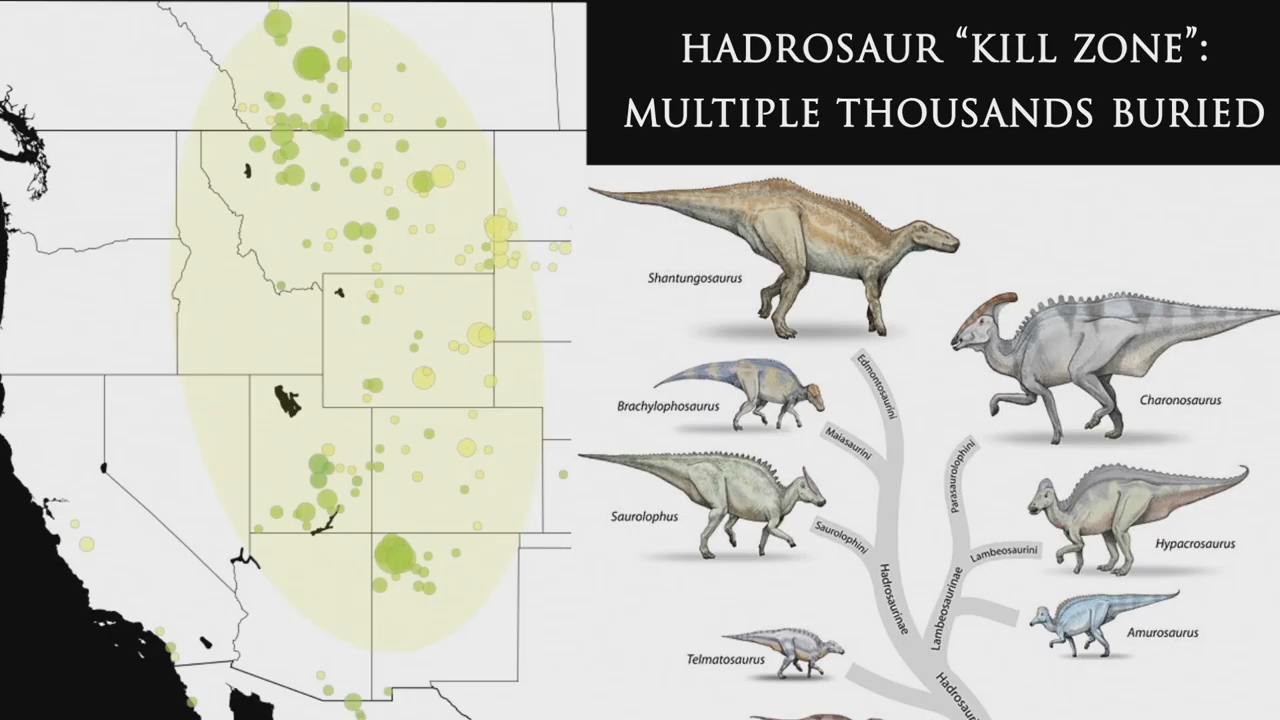 HADROSAUR “KILL ZONE”:
MULTIPLE THOUSANDS BURIED
Shantungosaurus
Edmontosaurini
Charonosaurus
Brachylophosaurus
Maiasaurini
Parasaurolophini
Saurolophus
Saurolophini
Lambeosaurini
Hypacrosaurus
Hadrosaurinae
Lambeosaurinae
Amurosaurus
Telmatosaurus